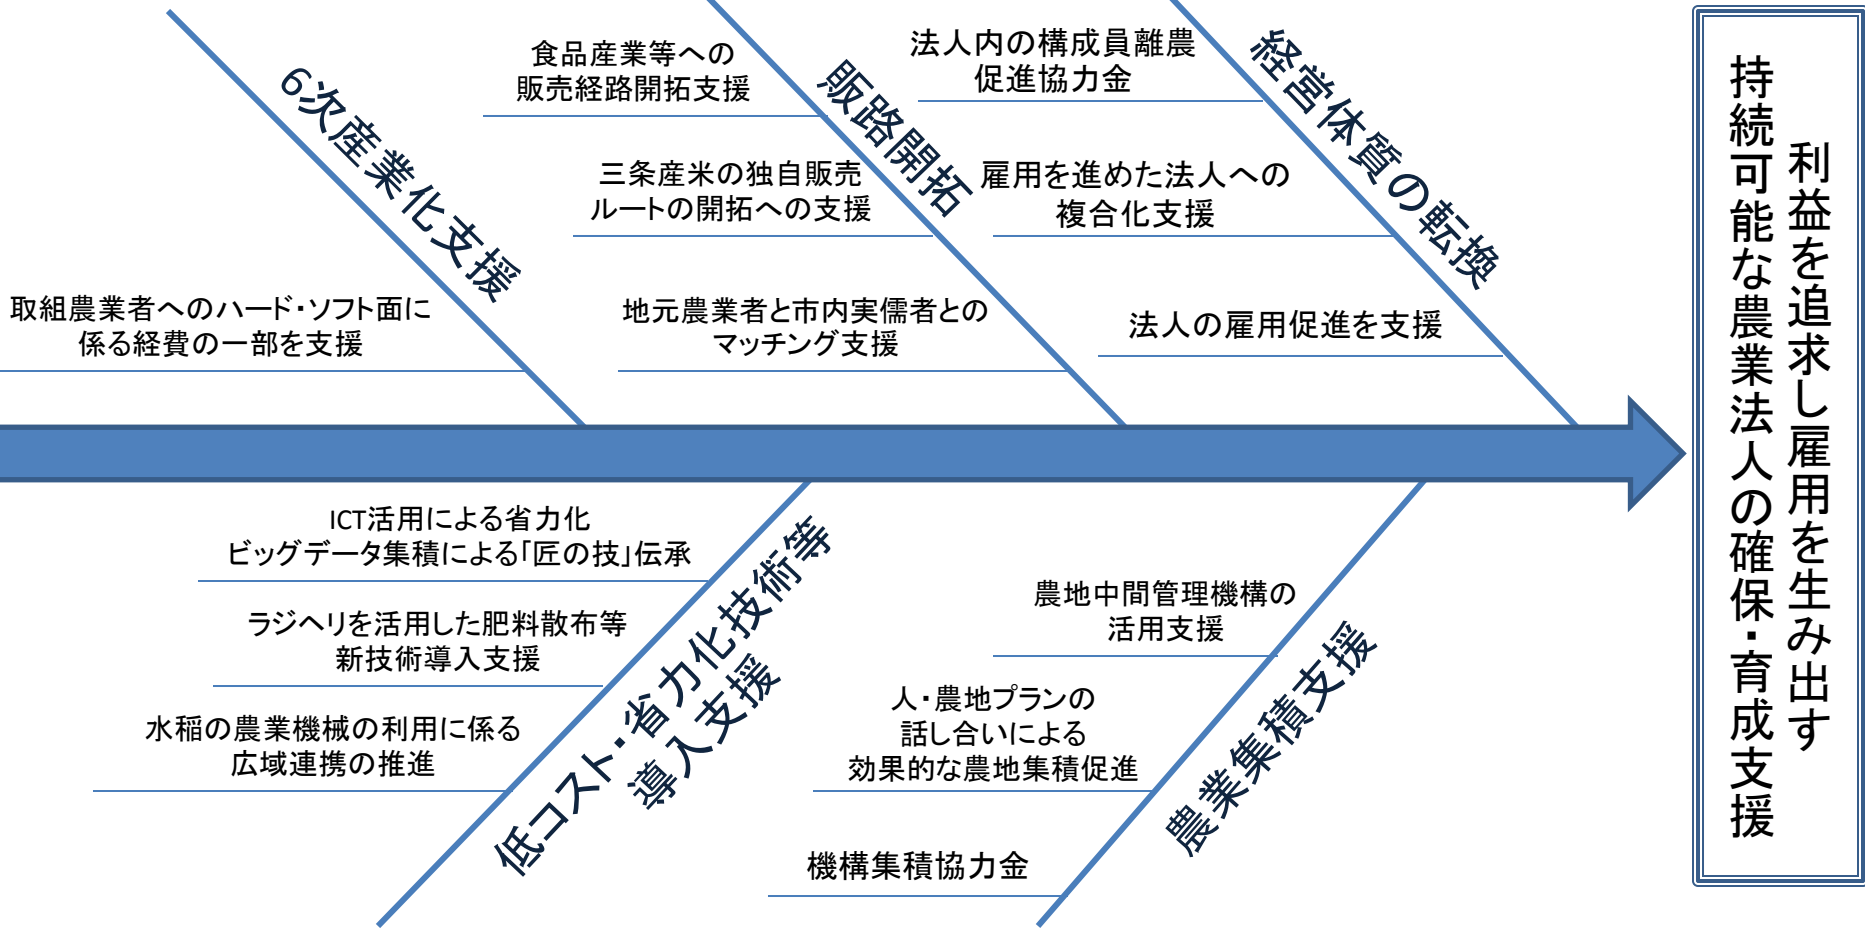 6次産業化支援
取組農業者へのハード・ソフト面に
係る経費の一部を支援
販路開拓
食品産業等への
販売経路開拓支援
三条産米の独自販売
ルートの開拓への支援
地元農業者と市内実儒者との
マッチング支援
経営体質の転換
法人内の構成員離農
促進協力金
雇用を進めた法人への
複合化支援
法人の雇用促進を支援
低コスト・省力化技術等
導入支援
ICT活用による省力化
ビッグデータ集積による「匠の技」伝承
ラジヘリを活用した肥料散布等
新技術導入支援
水稲の農業機械の利用に係る
広域連携の推進
農業集積支援
農地中間管理機構の
活用支援
人・農地プランの
話し合いによる
効果的な農地集積促進
機構集積協力金
利益を追求し雇用を生み出す
持続可能な農業法人の確保・育成支援